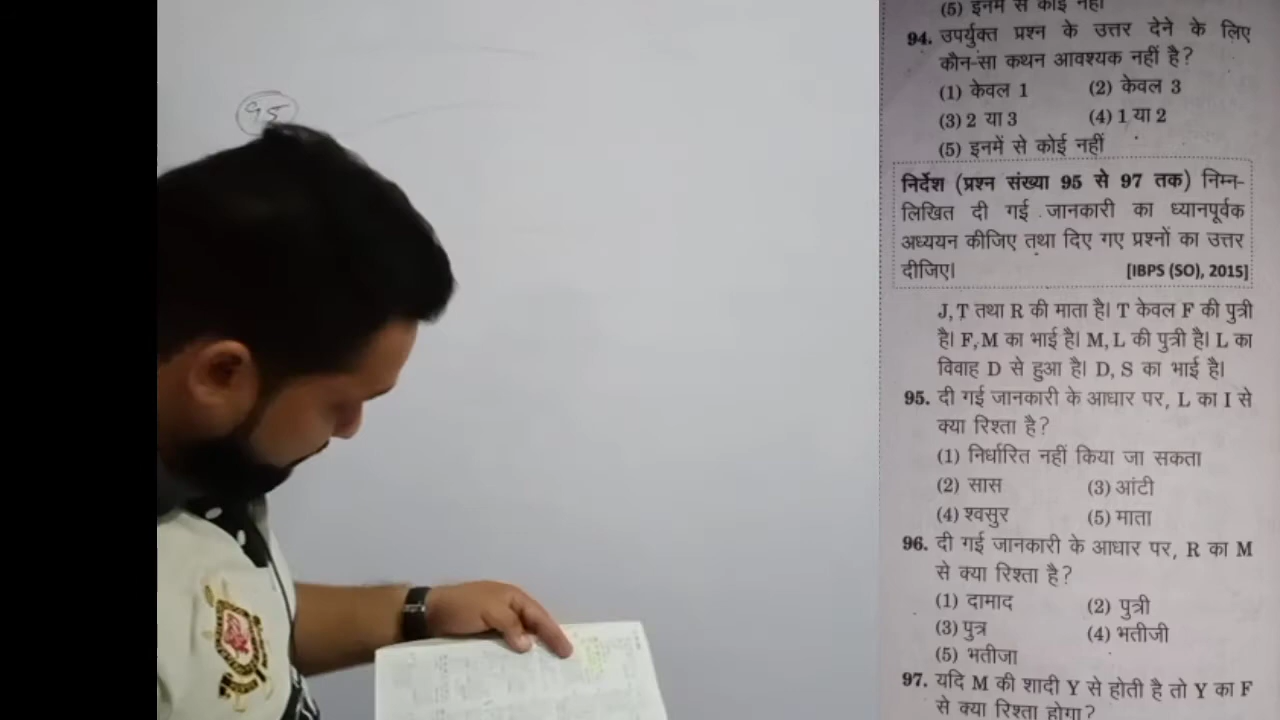 95
(5) इनमें से कोई नहीं
94. उपर्युक्त प्रश्न के उत्तर देने के लिए
कौन-सा कथन आवश्यक नहीं है?
(1) केवल 1 (2) केवल 3
(3) 2 या 3 (4) 1 या 2
(5) इनमें से कोई नहीं
निर्देश (प्रश्न संख्या 95 से 97 तक) निम्न-
लिखित दी गई जानकारी का ध्यानपूर्वक
अध्ययन कीजिए तथा दिए गए प्रश्नों का उत्तर
दीजिए। [IBPS (SO), 2015]
J, T तथा R की माता है। T केवल F की पुत्री
है। F, M का भाई है। M, L की पुत्री है। L का
विवाह D से हुआ है। D, S का भाई है।
95. दी गई जानकारी के आधार पर, L का I से
क्या रिश्ता है?
(1) निर्धारित नहीं किया जा सकता
(2) सास (3) आंटी
(4) श्वसुर (5) माता
96. दी गई जानकारी के आधार पर, R का M
से क्या रिश्ता है?
(1) दामाद (2) पुत्री
(3) पुत्र (4) भतीजी
(5) भतीजा
97. यदि M की शादी Y से होती है तो Y का F
से क्या रिश्ता होगा?